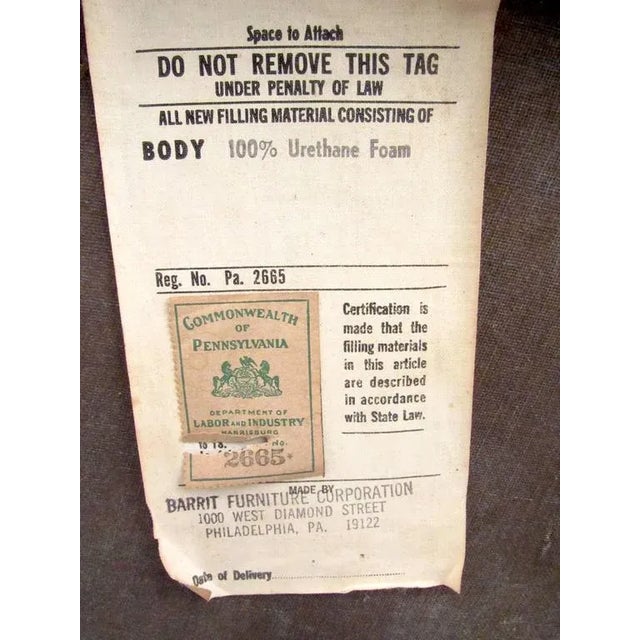 Space to Attach
DO NOT REMOVE THIS TAG
UNDER PENALTY OF LAW
ALL NEW FILLING MATERIAL CONSISTING OF
BODY 100% Urethane Foam
Reg. No. Pa. 2665
COMMONWEALTH
OF
PENNSYLVANIA
DEPARTMENT OF
LABOR AND INDUSTRY
HARRISBURG
No.
2665
Certification is
made that the
filling materials
in this article
are described
in accordance
with State Law.
MADE BY
BARRIT FURNITURE CORPORATION
1000 WEST DIAMOND STREET
PHILADELPHIA, PA. 19122
Date of Delivery